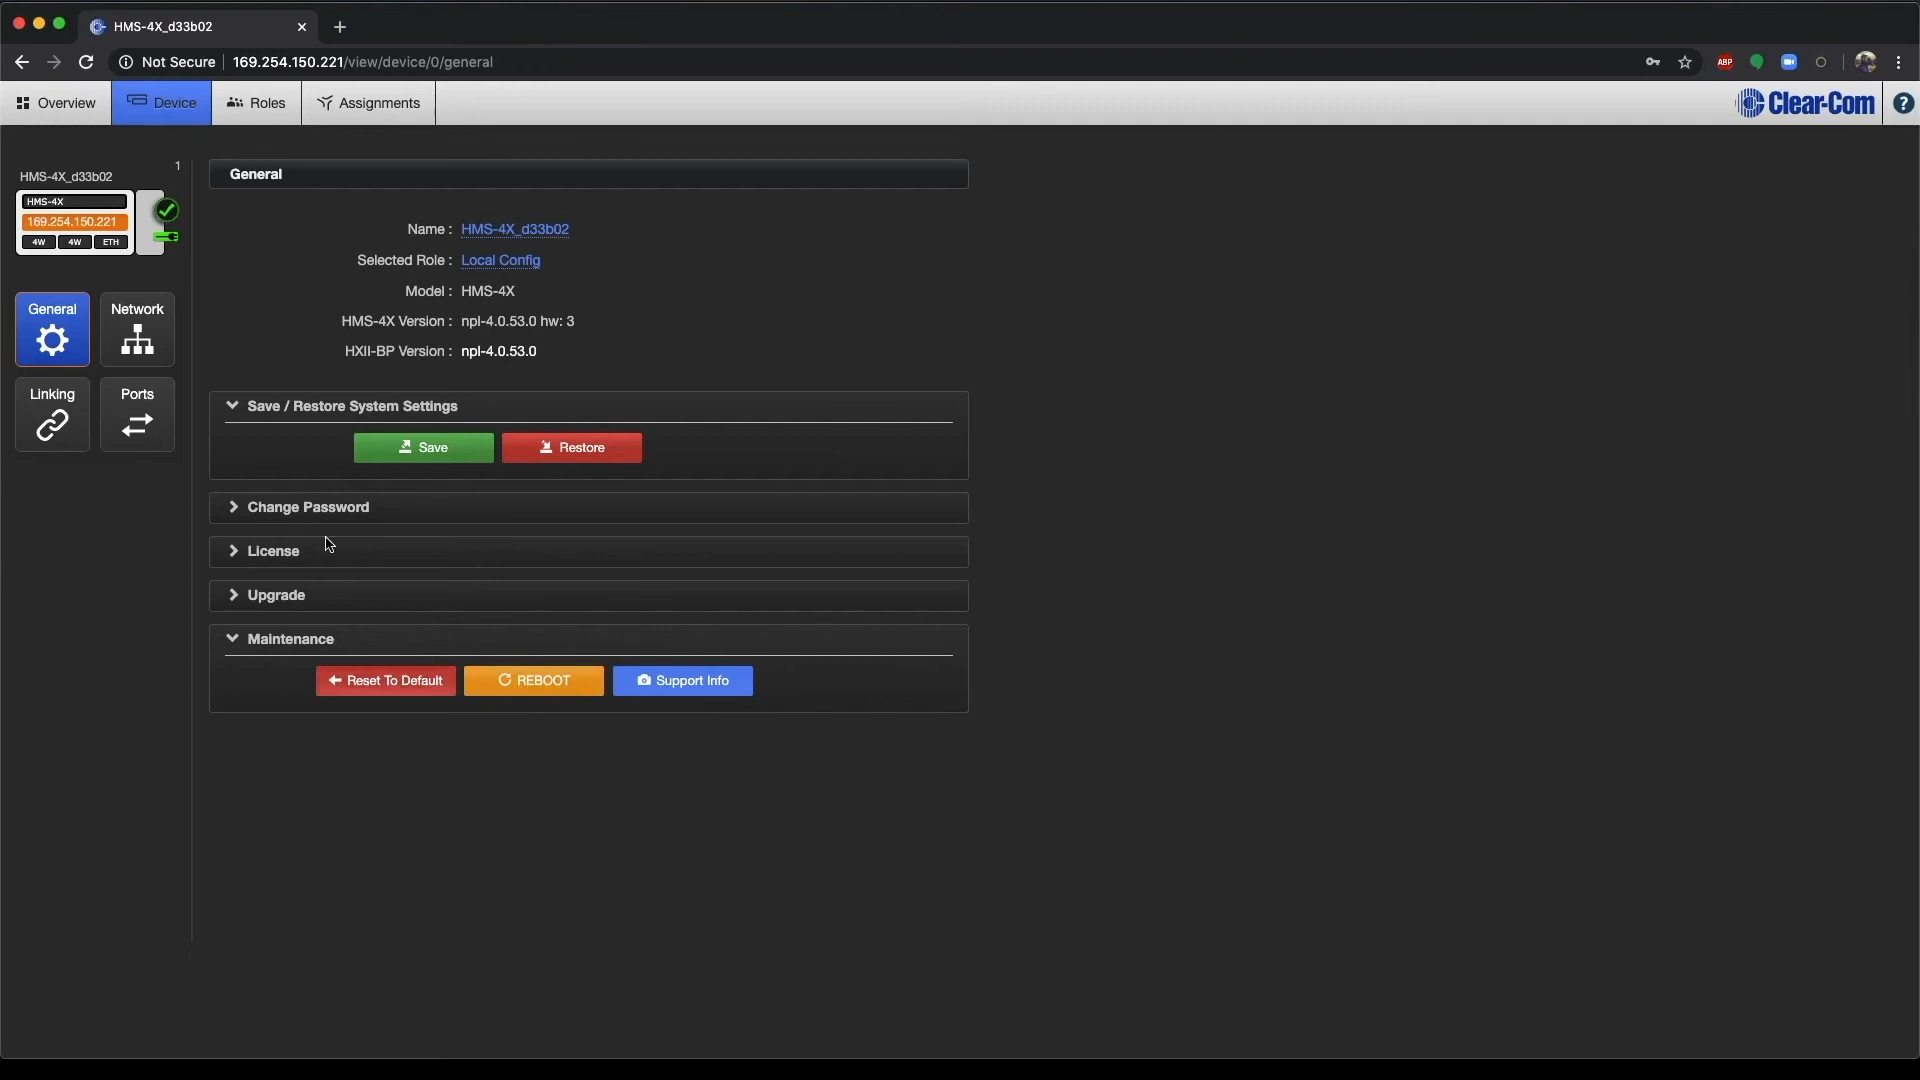 HMS-4X_d33b02
Not Secure 169.254.150.221/view/device/0/general
ABP
Overview Device Roles Assignments Clear-Com ?
1
HMS-4X_d33b02
HMS-4X
169.254.150.221
4W 4W ETH
General Network
Linking Ports
General
Name : HMS-4X_d33b02
Selected Role : Local Config
Model : HMS-4X
HMS-4X Version : npl-4.0.53.0 hw: 3
HXII-BP Version : npl-4.0.53.0
Save / Restore System Settings
Save Restore
Change Password
License
Upgrade
Maintenance
Reset To Default REBOOT Support Info